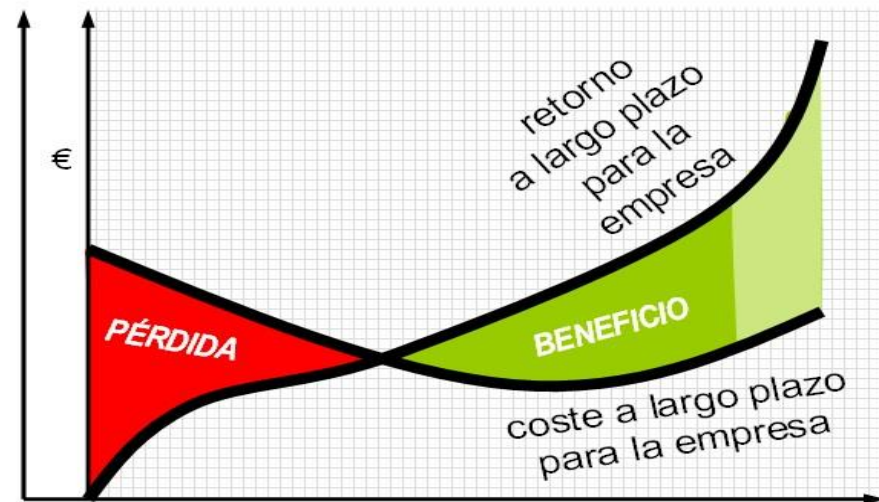 €
retorno
a largo plazo
para la
empresa
PÉRDIDA
BENEFICIO
coste a largo plazo
para la empresa